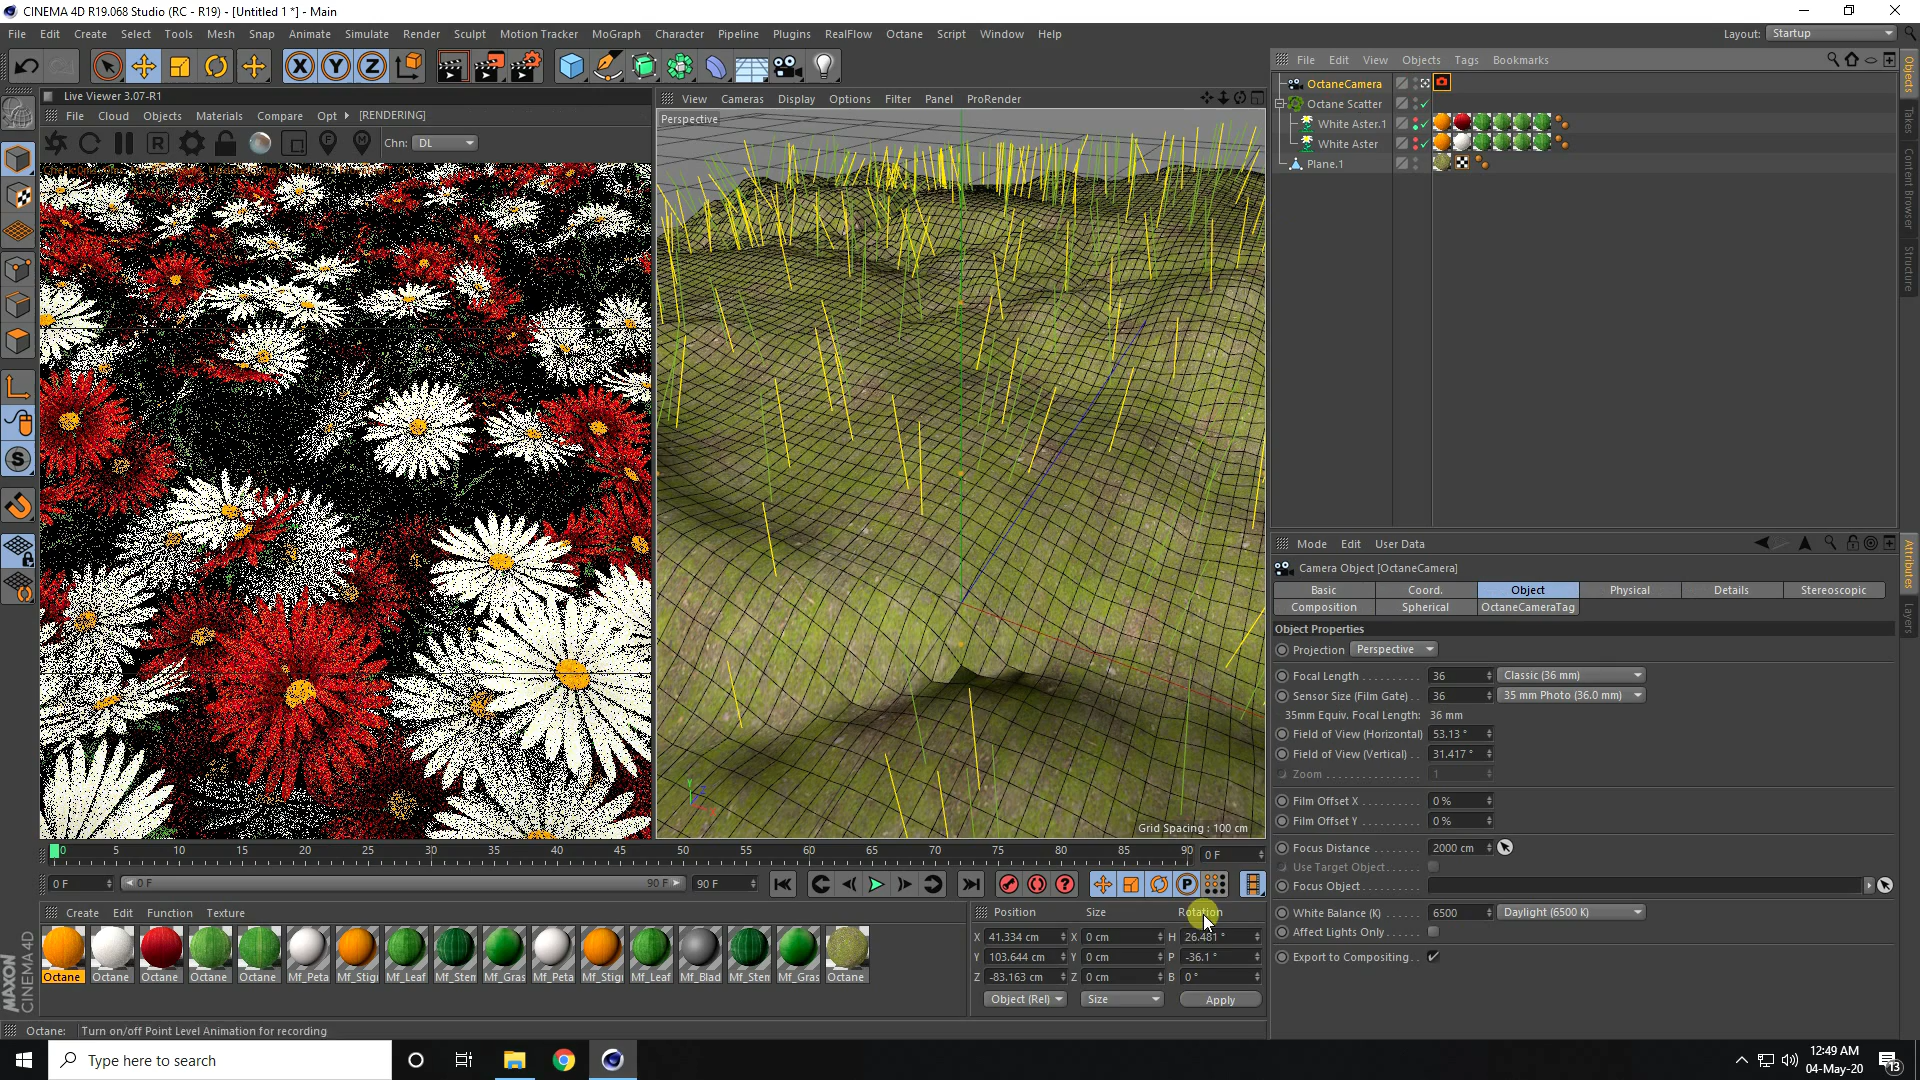 CINEMA 4D R19.068 Studio (RC - R19) - [Untitled 1 *] - Main
File Edit Create Select Tools Mesh Snap Animate Simulate Render Sculpt Motion Tracker MoGraph Character Pipeline Plugins RealFlow Octane Script Window Help
Layout: Startup
Live Viewer 3.07-R1
File Cloud Objects Materials Compare Opt [RENDERING]
Chn: DL
View Cameras Display Options Filter Panel ProRender
Perspective
Grid Spacing : 100 cm
File Edit View Objects Tags Bookmarks
OctaneCamera
Octane Scatter
White Aster.1
White Aster
Plane.1
Objects
Takes
Content Browser
Structure
Mode Edit User Data
Camera Object [OctaneCamera]
Basic Coord. Object Physical Details Stereoscopic
Composition Spherical OctaneCameraTag
Object Properties
Projection Perspective
Focal Length 36 Classic (36 mm)
Sensor Size (Film Gate) 36 35 mm Photo (36.0 mm)
35mm Equiv. Focal Length: 36 mm
Field of View (Horizontal) 53.13 °
Field of View (Vertical) 31.417 °
Zoom 1
Film Offset X 0 %
Film Offset Y 0 %
Focus Distance 2000 cm
Use Target Object
Focus Object
White Balance (K) 6500 Daylight (6500 K)
Affect Lights Only
Export to Compositing
Attributes
Layers
0 5 10 15 20 25 30 35 40 45 50 55 60 65 70 75 80 85 90 0 F
0 F 0 F 90 F 90 F
Create Edit Function Texture
Octane Octane Octane Octane Octane Mf_Peta Mf_Stig Mf_Leaf Mf_Sten Mf_Gras Mf_Peta Mf_Stig Mf_Leaf Mf_Blad Mf_Sten Mf_Gras Octane
Position Size Rotation
X 41.334 cm X 0 cm H 26.481 °
Y 103.644 cm Y 0 cm P -36.1 °
Z -83.163 cm Z 0 cm B 0 °
Object (Rel) Size Apply
MAXON CINEMA 4D
Octane: Turn on/off Point Level Animation for recording
Type here to search
12:49 AM
04-May-20
13